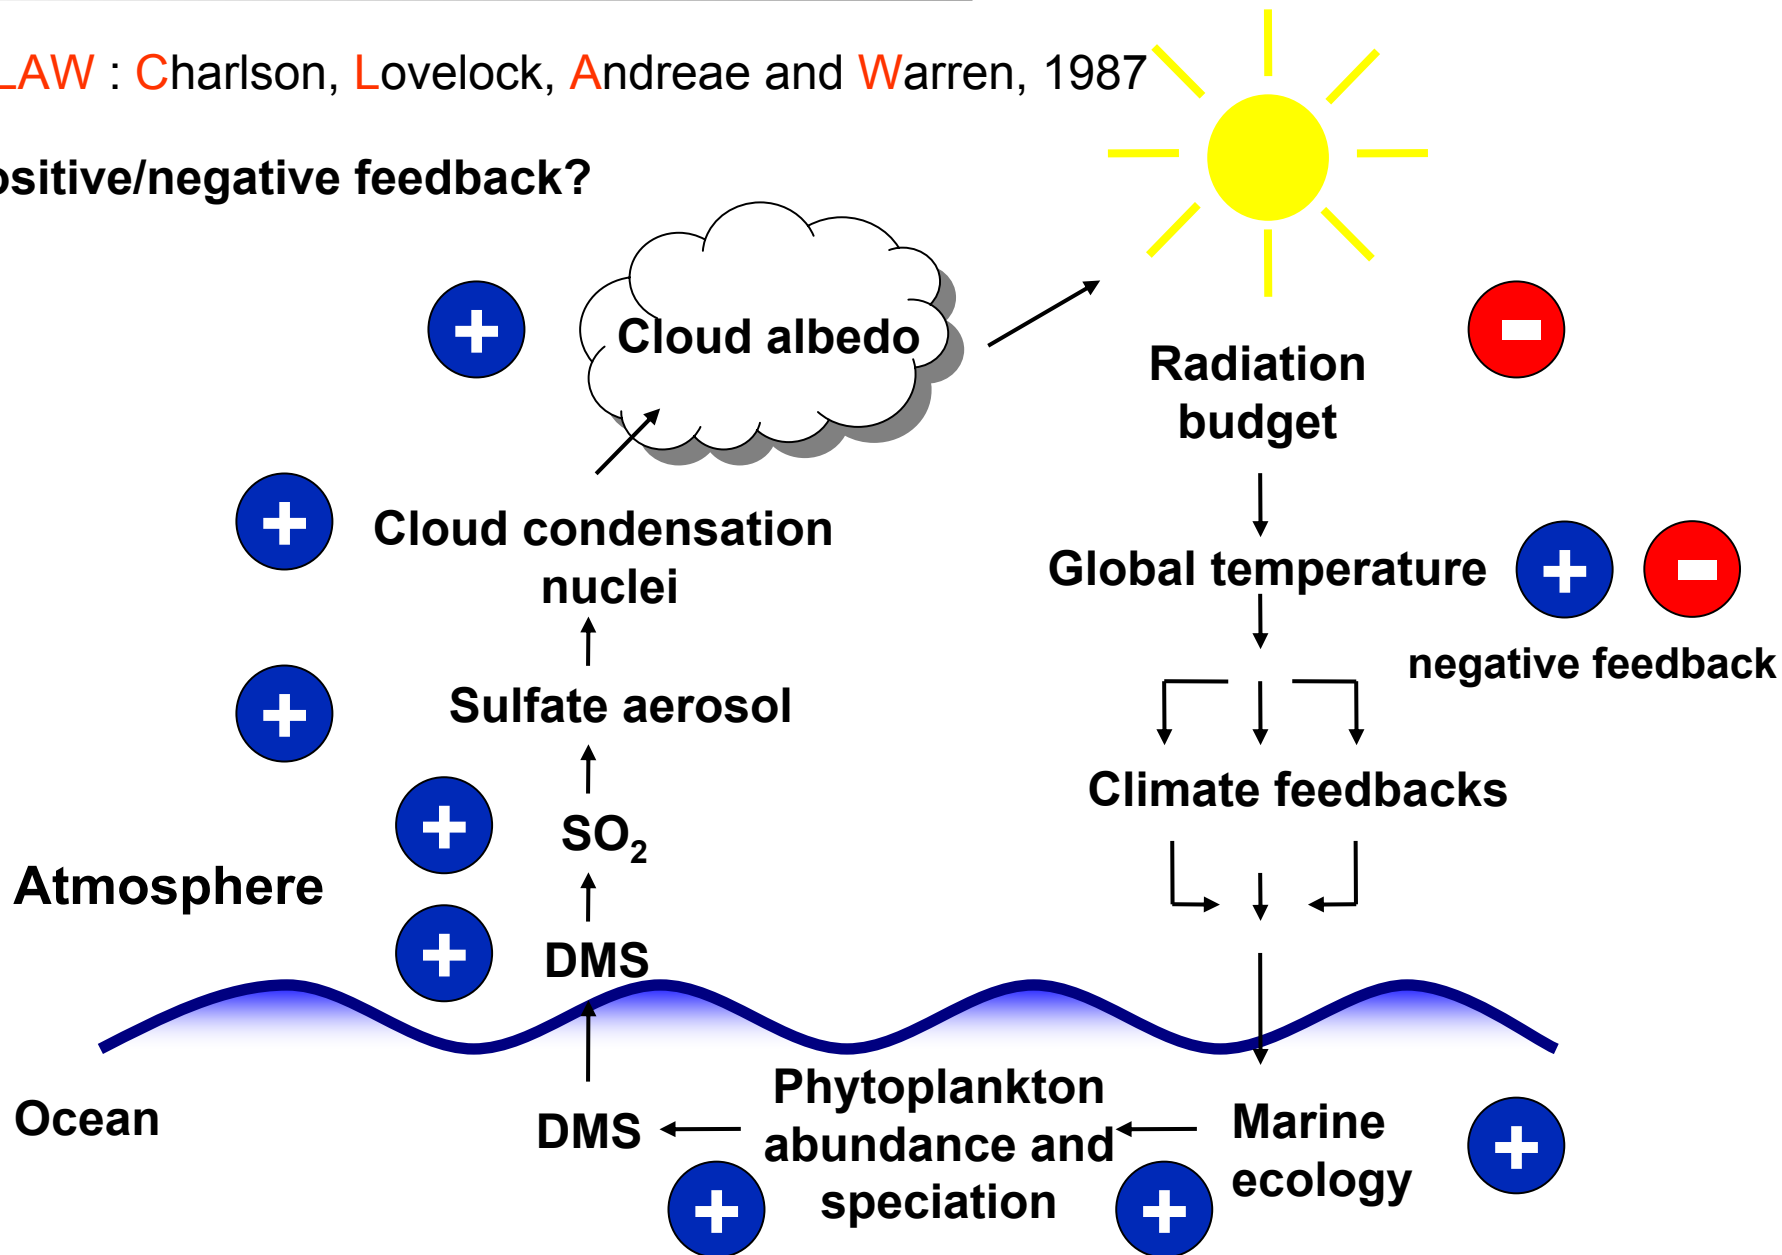 LAW : Charlson, Lovelock, Andreae and Warren, 1987
ositive/negative feedback?
Cloud albedo
+
-
Radiation
budget
+
Cloud condensation
nuclei
Global temperature
+
-
negative feedback
+
Sulfate aerosol
Climate feedbacks
+
SO₂
Atmosphere
+
DMS
Ocean
DMS
Phytoplankton
abundance and
speciation
Marine
ecology
+
+
+